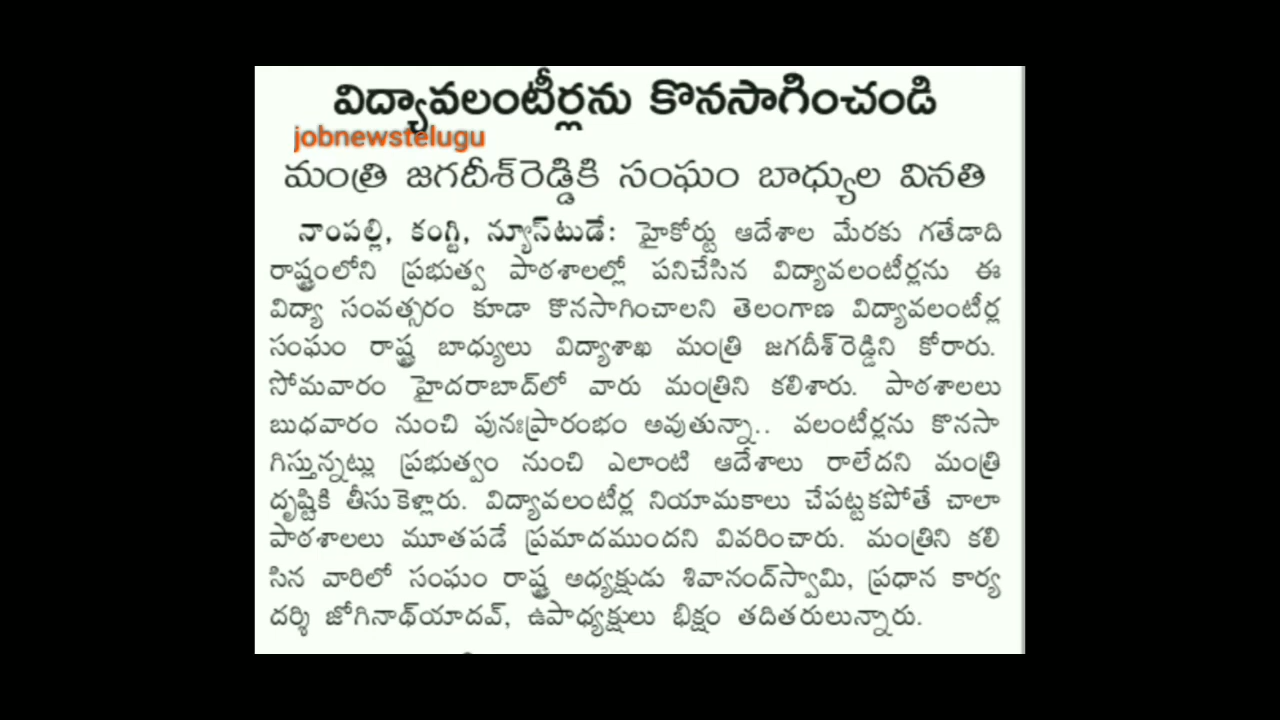 విద్యావలంటీర్లను కొనసాగించండి
jobnewstelugu
మంత్రి జగదీశ్‌రెడ్డికి సంఘం బాధ్యుల వినతి
నాంపల్లి, కంగ్టి, న్యూస్‌టుడే: హైకోర్టు ఆదేశాల మేరకు గతేడాది
రాష్ట్రంలోని ప్రభుత్వ పాఠశాలల్లో పనిచేసిన విద్యావలంటీర్లను ఈ
విద్యా సంవత్సరం కూడా కొనసాగించాలని తెలంగాణ విద్యావలంటీర్ల
సంఘం రాష్ట్ర బాధ్యులు విద్యాశాఖ మంత్రి జగదీశ్‌రెడ్డిని కోరారు.
సోమవారం హైదరాబాద్‌లో వారు మంత్రిని కలిశారు. పాఠశాలలు
బుధవారం నుంచి పునఃప్రారంభం అవుతున్నా.. వలంటీర్లను కొనసా
గిస్తున్నట్లు ప్రభుత్వం నుంచి ఎలాంటి ఆదేశాలు రాలేదని మంత్రి
దృష్టికి తీసుకెళ్లారు. విద్యావలంటీర్ల నియామకాలు చేపట్టకపోతే చాలా
పాఠశాలలు మూతపడే ప్రమాదముందని వివరించారు. మంత్రిని కలి
సిన వారిలో సంఘం రాష్ట్ర అధ్యక్షుడు శివానంద్‌స్వామి, ప్రధాన కార్య
దర్శి జోగినాథ్‌యాదవ్, ఉపాధ్యక్షులు భిక్షం తదితరులున్నారు.